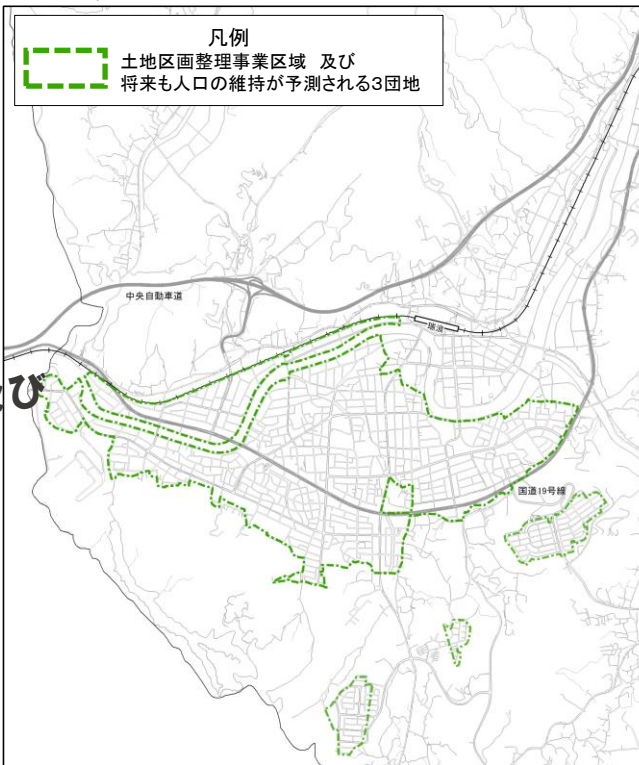 凡例
土地区画整理事業区域　及び
将来も人口の維持が予測される3団地
中央自動車道
瑞浪
及び
国道19号線